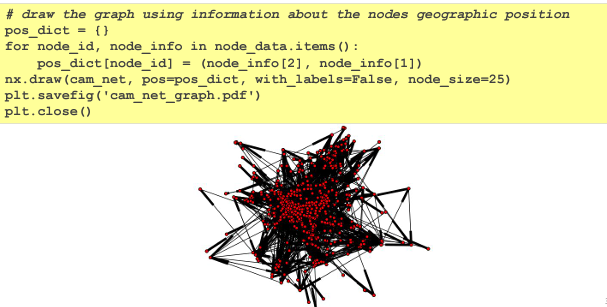 # draw the graph using information about the nodes geographic position
pos_dict = {}
for node_id, node_info in node_data.items():
    pos_dict[node_id] = (node_info[2], node_info[1])
nx.draw(cam_net, pos=pos_dict, with_labels=False, node_size=25)
plt.savefig('cam_net_graph.pdf')
plt.close()